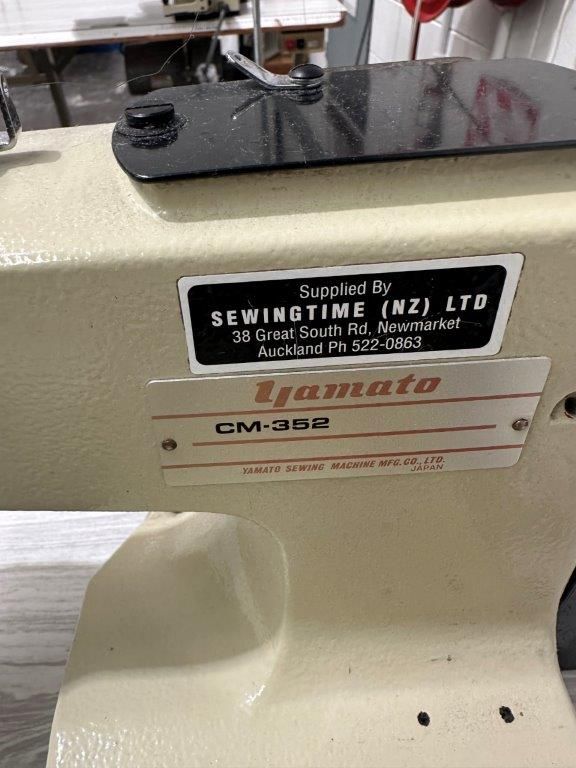 Supplied By
SEWINGTIME (NZ) LTD
38 Great South Rd, Newmarket
Auckland Ph 522-0863
Yamato
CM-352
YAMATO SEWING MACHINE MFG.CO.,LTD.
JAPAN